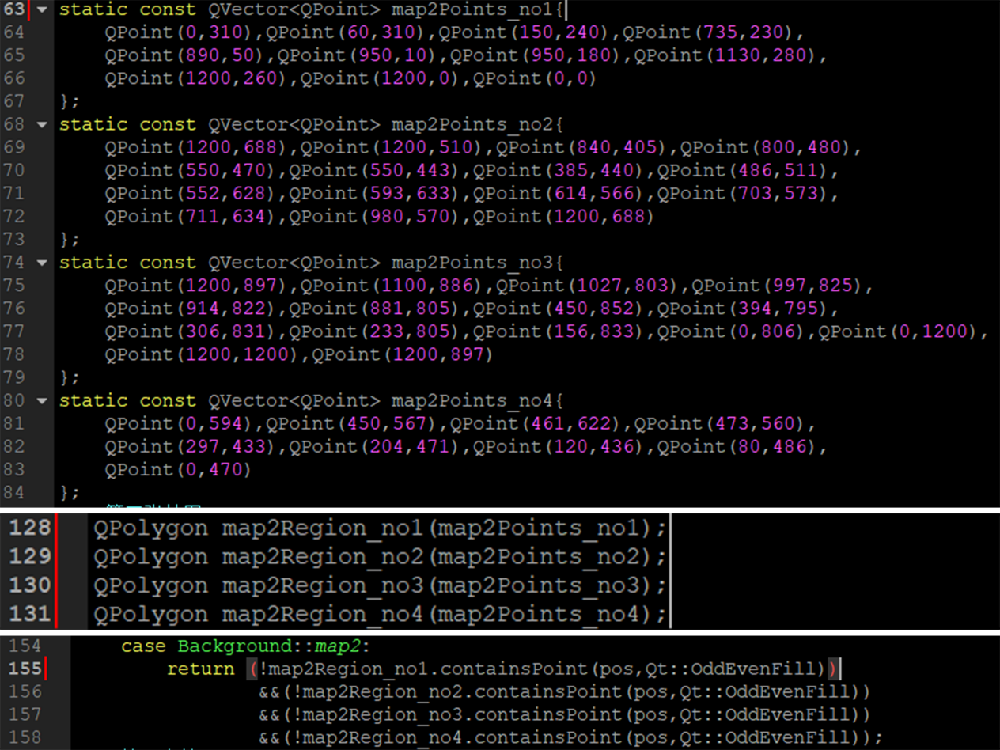 63 static const QVector<QPoint> map2Points_no1{
64 QPoint(0,310),QPoint(60,310),QPoint(150,240),QPoint(735,230),
65 QPoint(890,50),QPoint(950,10),QPoint(950,180),QPoint(1130,280),
66 QPoint(1200,260),QPoint(1200,0),QPoint(0,0)
67 };
68 static const QVector<QPoint> map2Points_no2{
69 QPoint(1200,688),QPoint(1200,510),QPoint(840,405),QPoint(800,480),
70 QPoint(550,470),QPoint(550,443),QPoint(385,440),QPoint(486,511),
71 QPoint(552,628),QPoint(593,633),QPoint(614,566),QPoint(703,573),
72 QPoint(711,634),QPoint(980,570),QPoint(1200,688)
73 };
74 static const QVector<QPoint> map2Points_no3{
75 QPoint(1200,897),QPoint(1100,886),QPoint(1027,803),QPoint(997,825),
76 QPoint(914,822),QPoint(881,805),QPoint(450,852),QPoint(394,795),
77 QPoint(306,831),QPoint(233,805),QPoint(156,833),QPoint(0,806),QPoint(0,1200),
78 QPoint(1200,1200),QPoint(1200,897)
79 };
80 static const QVector<QPoint> map2Points_no4{
81 QPoint(0,594),QPoint(450,567),QPoint(461,622),QPoint(473,560),
82 QPoint(297,433),QPoint(204,471),QPoint(120,436),QPoint(80,486),
83 QPoint(0,470)
84 };
128 QPolygon map2Region_no1(map2Points_no1);
129 QPolygon map2Region_no2(map2Points_no2);
130 QPolygon map2Region_no3(map2Points_no3);
131 QPolygon map2Region_no4(map2Points_no4);
154 case Background::map2:
155 return (!map2Region_no1.containsPoint(pos,Qt::OddEvenFill))
156 &&(!map2Region_no2.containsPoint(pos,Qt::OddEvenFill))
157 &&(!map2Region_no3.containsPoint(pos,Qt::OddEvenFill))
158 &&(!map2Region_no4.containsPoint(pos,Qt::OddEvenFill));